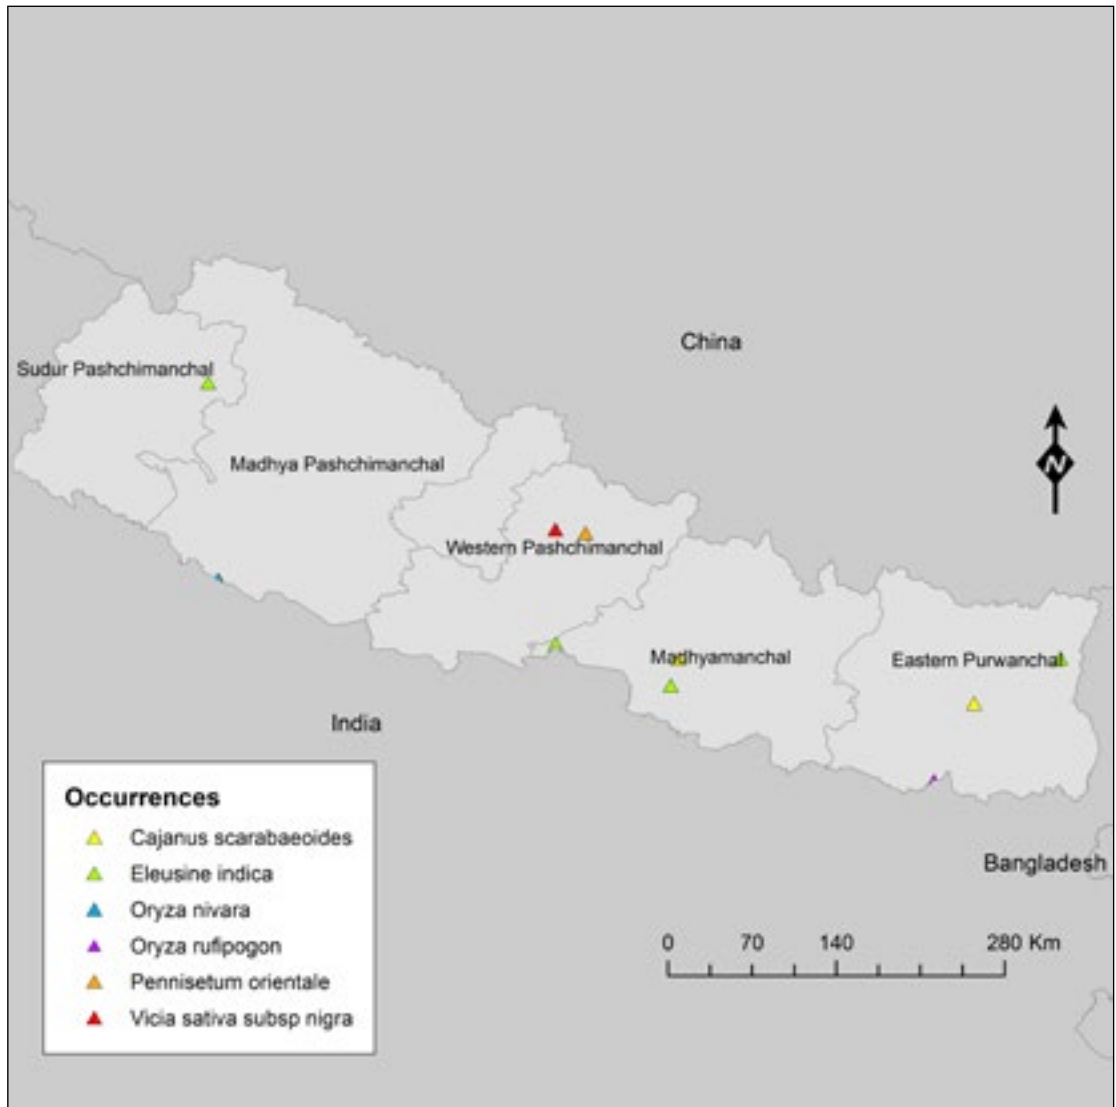 China
Sudur Pashchimanchal
Madhya Pashchimanchal
N
Western Pashchimanchal
Madhyamanchal
Eastern Purwanchal
India
Occurrences
Cajanus scarabaeoides
Eleusine indica
Oryza nivara
Oryza rufipogon
Pennisetum orientale
Vicia sativa subsp nigra
Bangladesh
0 70 140 280 Km